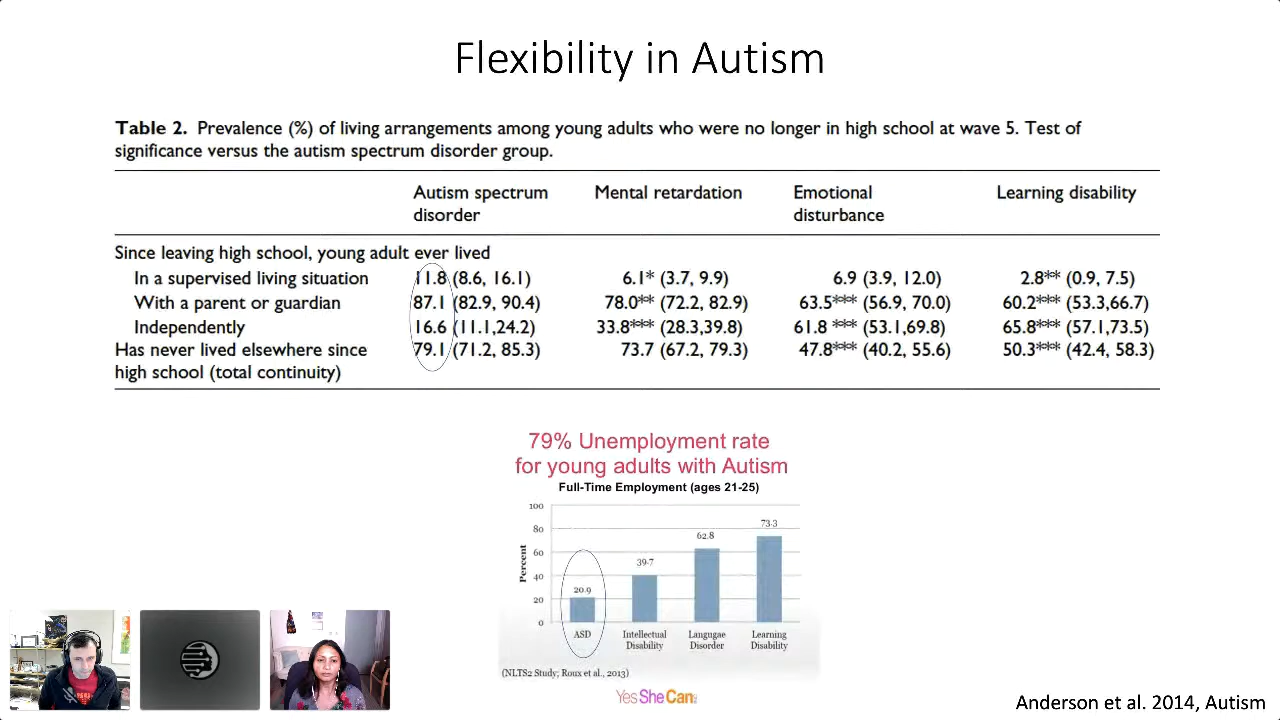 Flexibility in Autism
Table 2. Prevalence (%) of living arrangements among young adults who were no longer in high school at wave 5. Test of
significance versus the autism spectrum disorder group.
Autism spectrum disorder
Mental retardation
Emotional disturbance
Learning disability
Since leaving high school, young adult ever lived
In a supervised living situation 11.8 (8.6, 16.1) 6.1* (3.7, 9.9) 6.9 (3.9, 12.0) 2.8** (0.9, 7.5)
With a parent or guardian 87.1 (82.9, 90.4) 78.0** (72.2, 82.9) 63.5*** (56.9, 70.0) 60.2*** (53.3,66.7)
Independently 16.6 (11.1,24.2) 33.8*** (28.3,39.8) 61.8 *** (53.1,69.8) 65.8*** (57.1,73.5)
Has never lived elsewhere since 79.1 (71.2, 85.3) 73.7 (67.2, 79.3) 47.8*** (40.2, 55.6) 50.3*** (42.4, 58.3)
high school (total continuity)
79% Unemployment rate
for young adults with Autism
Full-Time Employment (ages 21-25)
Percent
100
80
60
40
20
0
20.9
39.7
62.8
73.3
ASD
Intellectual
Disability
Langugae
Disorder
Learning
Disability
(NLTS2 Study; Roux et al., 2013)
YesSheCan
Anderson et al. 2014, Autism